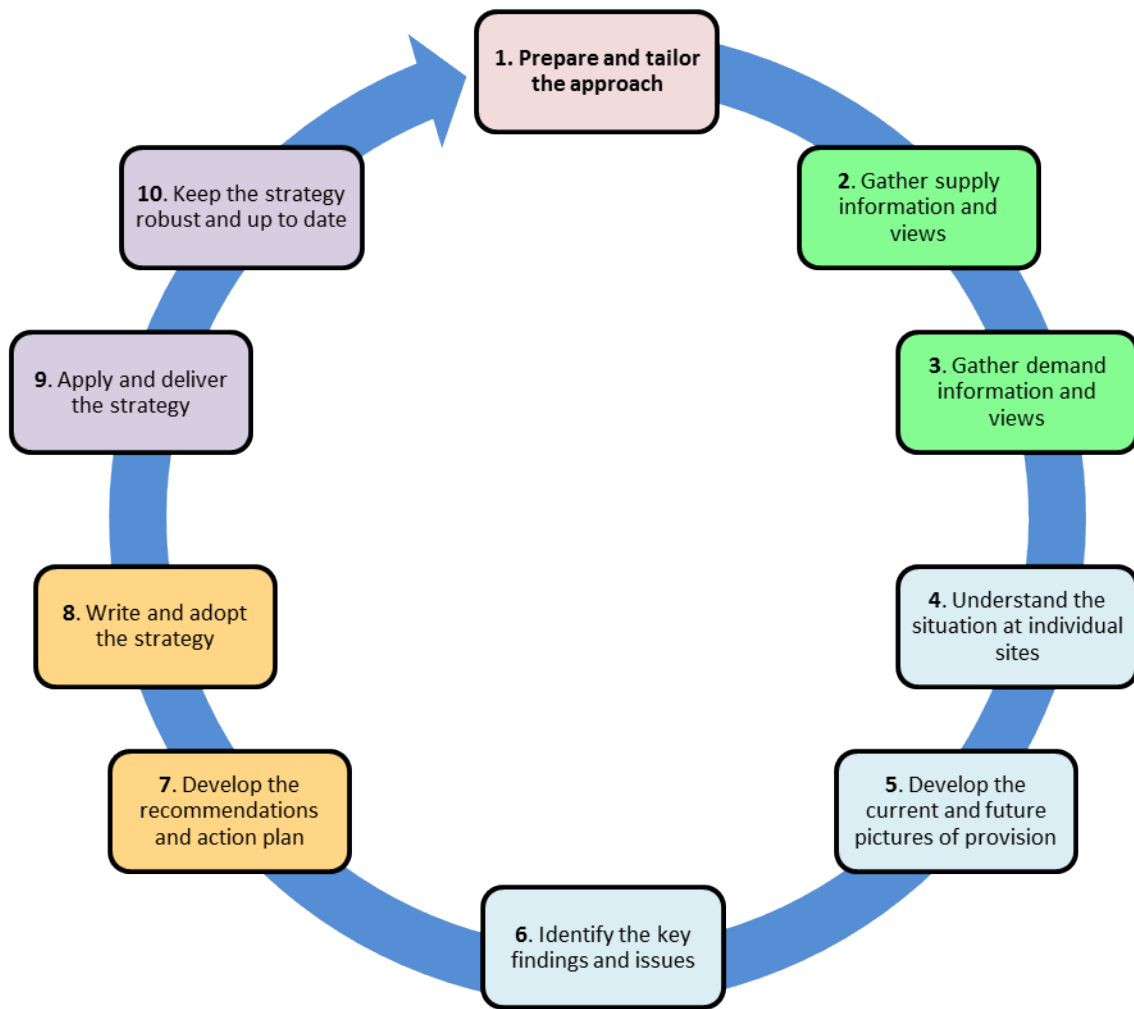 1. Prepare and tailor
the approach
2. Gather supply
information and
views
3. Gather demand
information and
views
4. Understand the
situation at individual
sites
5. Develop the
current and future
pictures of provision
6. Identify the key
findings and issues
7. Develop the
recommendations
and action plan
8. Write and adopt
the strategy
9. Apply and deliver
the strategy
10. Keep the strategy
robust and up to date